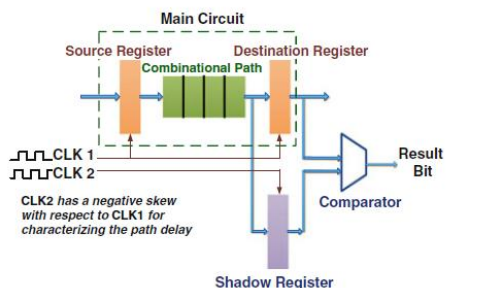 Main Circuit
Source Register
Destination Register
Combinational Path
CLK 1
CLK 2
CLK2 has a negative skew
with respect to CLK1 for
characterizing the path delay
Result
Bit
Comparator
Shadow Register